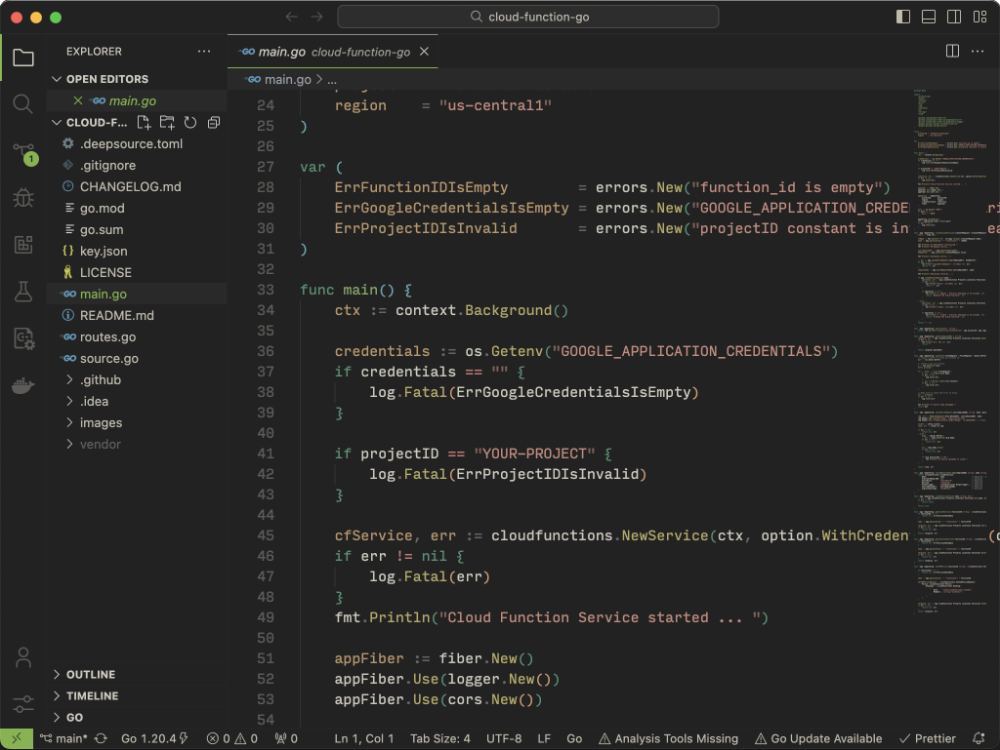 cloud-function-go
EXPLORER
OPEN EDITORS
main.go
CLOUD-F...
.deepsource.toml
.gitignore
CHANGELOG.md
go.mod
go.sum
{} key.json
LICENSE
main.go
README.md
routes.go
source.go
.github
.idea
images
vendor
OUTLINE
TIMELINE
GO
1
main.go cloud-function-go
main.go > ...
24 region = "us-central1"
25 )
26
27 var (
28 ErrFunctionIDIsEmpty = errors.New("function_id is empty")
29 ErrGoogleCredentialsIsEmpty = errors.New("GOOGLE_APPLICATION_CREDE
30 ErrProjectIDIsInvalid = errors.New("projectID constant is in
31 )
32
33 func main() {
34 ctx := context.Background()
35
36 credentials := os.Getenv("GOOGLE_APPLICATION_CREDENTIALS")
37 if credentials == "" {
38 log.Fatal(ErrGoogleCredentialsIsEmpty)
39 }
40
41 if projectID == "YOUR-PROJECT" {
42 log.Fatal(ErrProjectIDIsInvalid)
43 }
44
45 cfService, err := cloudfunctions.NewService(ctx, option.WithCreden
46 if err != nil {
47 log.Fatal(err)
48 }
49 fmt.Println("Cloud Function Service started ... ")
50
51 appFiber := fiber.New()
52 appFiber.Use(logger.New())
53 appFiber.Use(cors.New())
54
main* Go 1.20.4 0 0 0 Ln 1, Col 1 Tab Size: 4 UTF-8 LF Go Analysis Tools Missing Go Update Available Prettier